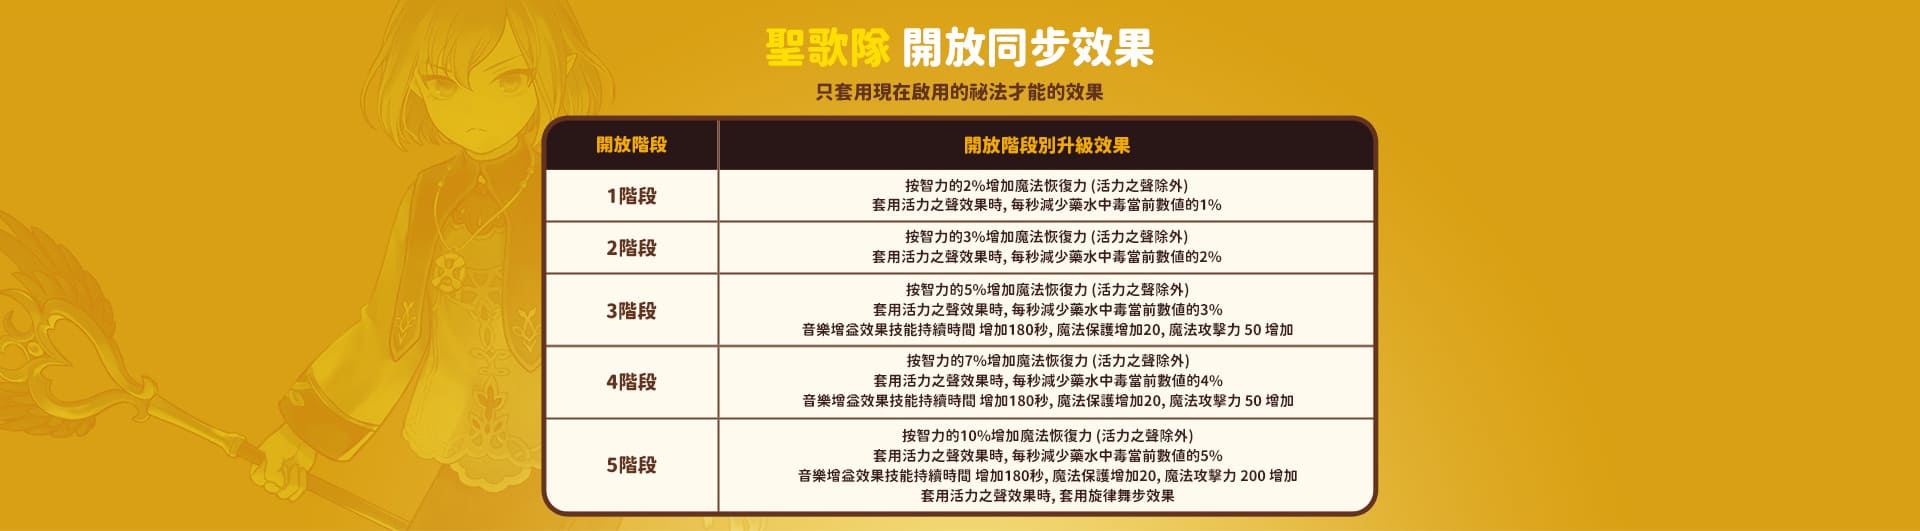 聖歌隊 開放同步效果
只套用現在啟用的祕法才能的效果
開放階段
開放階段別升級效果
1階段
按智力的2%增加魔法恢復力 (活力之聲除外)
套用活力之聲效果時, 每秒減少藥水中毒當前數值的1%
2階段
按智力的3%增加魔法恢復力 (活力之聲除外)
套用活力之聲效果時, 每秒減少藥水中毒當前數值的2%
3階段
按智力的5%增加魔法恢復力 (活力之聲除外)
套用活力之聲效果時, 每秒減少藥水中毒當前數值的3%
音樂增益效果技能持續時間 增加180秒, 魔法保護增加20, 魔法攻擊力 50 增加
4階段
按智力的7%增加魔法恢復力 (活力之聲除外)
套用活力之聲效果時, 每秒減少藥水中毒當前數值的4%
音樂增益效果技能持續時間 增加180秒, 魔法保護增加20, 魔法攻擊力 50 增加
5階段
按智力的10%增加魔法恢復力 (活力之聲除外)
套用活力之聲效果時, 每秒減少藥水中毒當前數值的5%
音樂增益效果技能持續時間 增加180秒, 魔法保護增加20, 魔法攻擊力 200 增加
套用活力之聲效果時, 套用旋律舞步效果